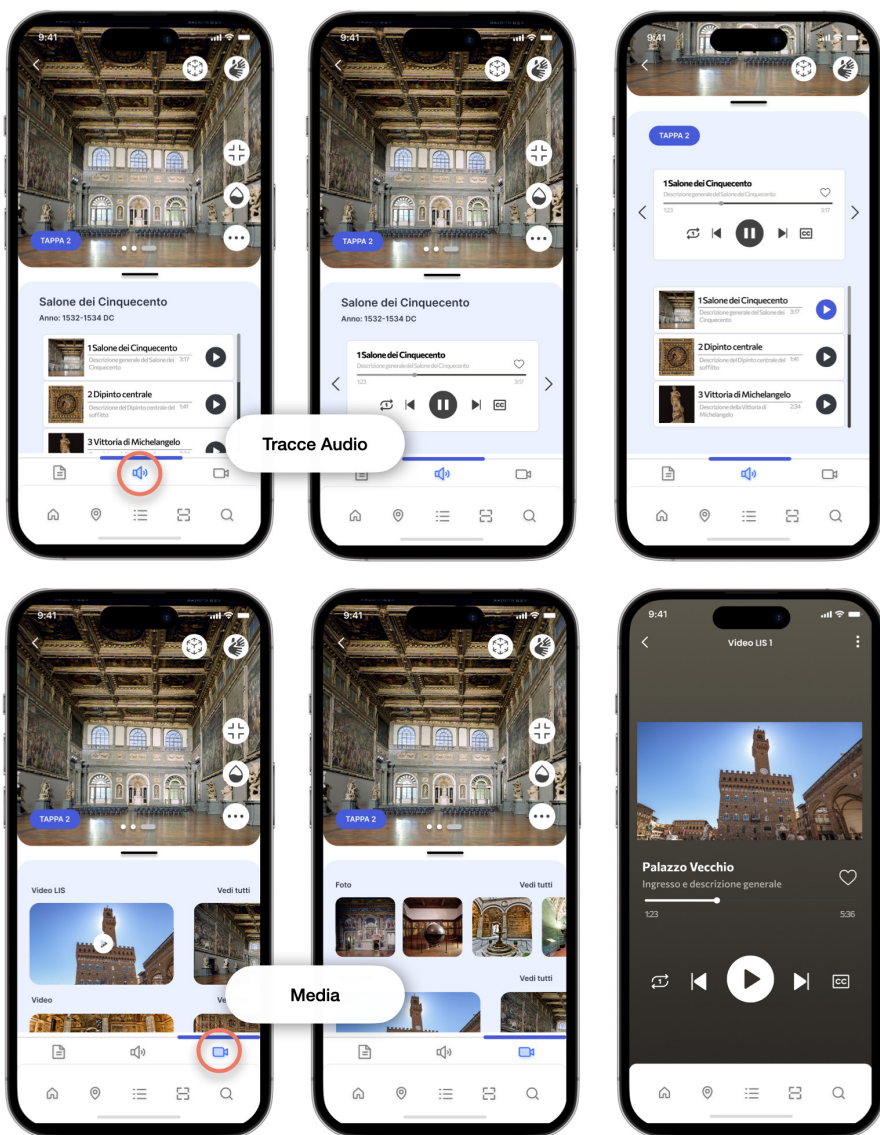 9:41
TAPPA 2
Salone dei Cinquecento
Anno: 1532-1534 DC
1 Salone dei Cinquecento
Descrizione generale del Salone dei
Cinquecento
3:17
2 Dipinto centrale
Descrizione del Dipinto centrale del
soffitto
1:41
3 Vittoria di Michelangelo
9:41
TAPPA 2
Salone dei Cinquecento
Anno: 1532-1534 DC
1 Salone dei Cinquecento
Descrizione generale del Salone dei Cinquecento
1:23
3:17
CC
Tracce Audio
9:41
TAPPA 2
1 Salone dei Cinquecento
Descrizione generale del Salone dei Cinquecento
1:23
3:17
CC
1 Salone dei Cinquecento
Descrizione generale del Salone dei
Cinquecento
3:17
2 Dipinto centrale
Descrizione del Dipinto centrale del
soffitto
1:41
3 Vittoria di Michelangelo
Descrizione della Vittoria di
Michelangelo
2:34
9:41
TAPPA 2
Video LIS
Vedi tutti
Video
9:41
TAPPA 2
Foto
Vedi tutti
Vedi tutti
Media
9:41
Video LIS 1
Palazzo Vecchio
Ingresso e descrizione generale
1:23
5:36
CC